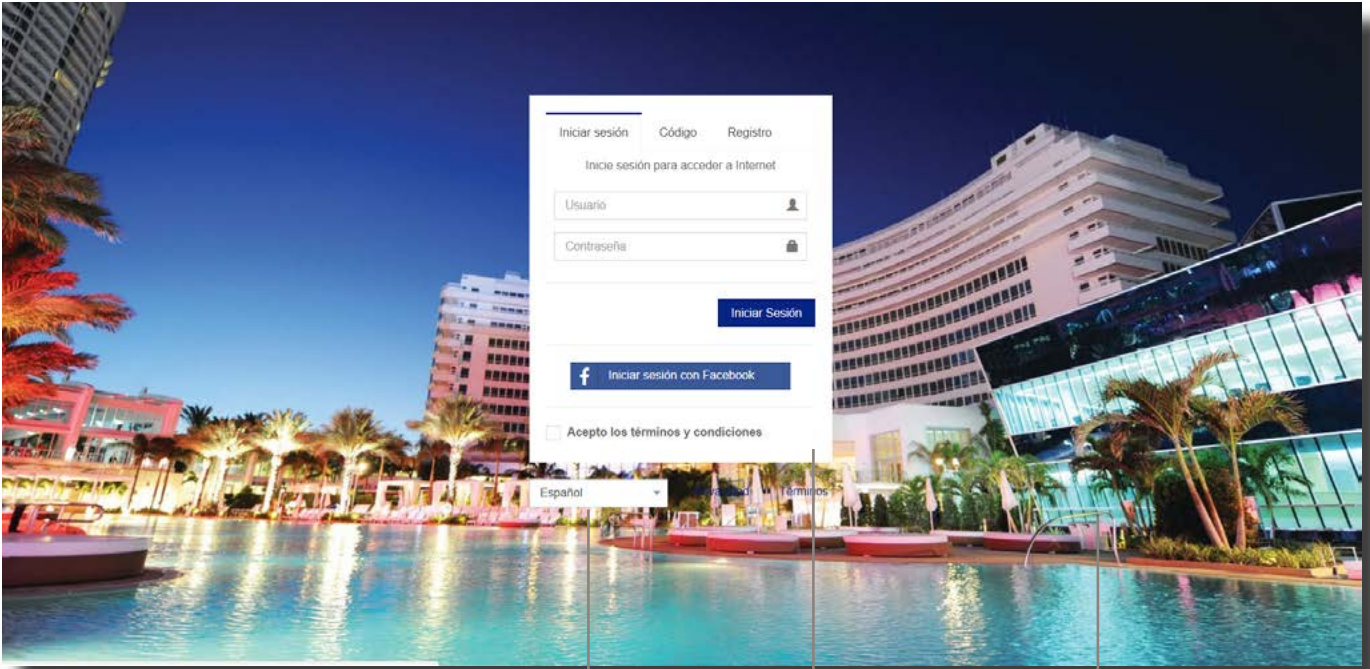 Iniciar sesión Código Registro
Inicie sesión para acceder a Internet
Usuario
Contraseña
Iniciar Sesión
f Iniciar sesión con Facebook
Acepto los términos y condiciones
Español Términos